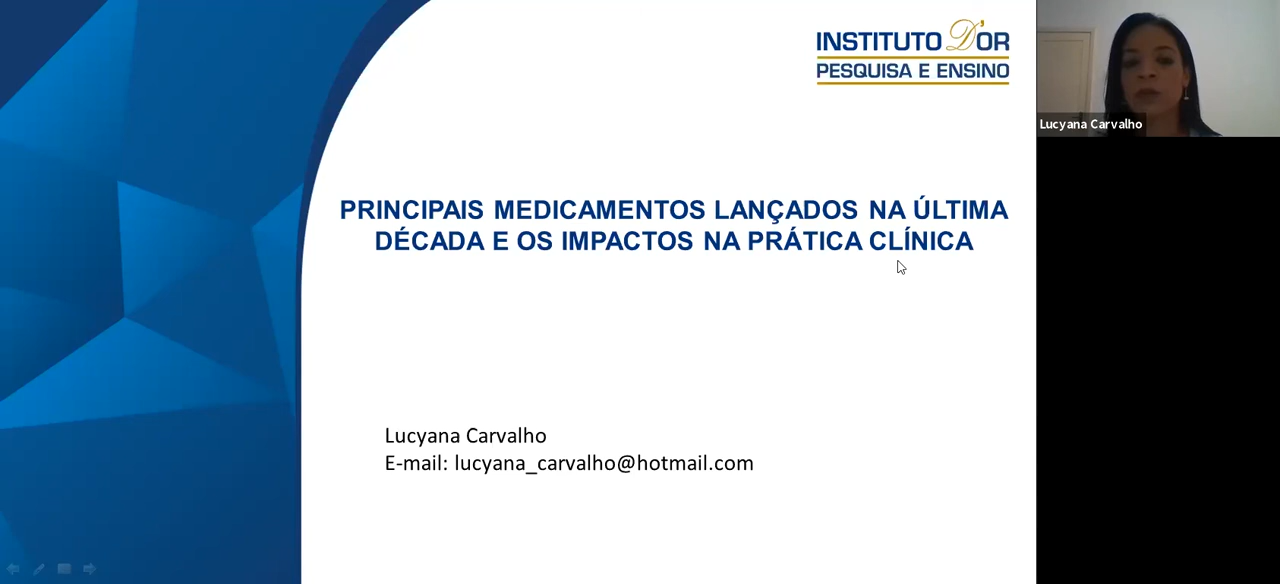 INSTITUTO D'OR
PESQUISA E ENSINO
Lucyana Carvalho
PRINCIPAIS MEDICAMENTOS LANÇADOS NA ÚLTIMA
DÉCADA E OS IMPACTOS NA PRÁTICA CLÍNICA
Lucyana Carvalho
E-mail: lucyana_carvalho@hotmail.com